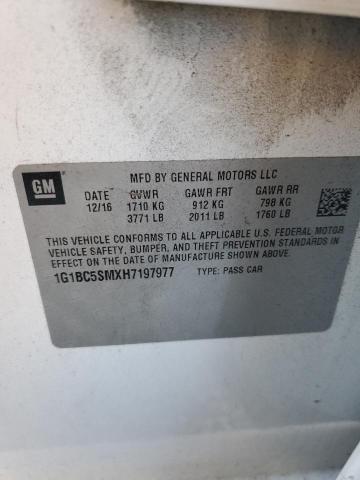 MFD BY GENERAL MOTORS LLC
GM DATE GVWR GAWR FRT GAWR RR
12/16 1710 KG 912 KG 798 KG
3771 LB 2011 LB 1760 LB
THIS VEHICLE CONFORMS TO ALL APPLICABLE U.S. FEDERAL MOTOR
VEHICLE SAFETY, BUMPER, AND THEFT PREVENTION STANDARDS IN
EFFECT ON THE DATE OF MANUFACTURE SHOWN ABOVE.
1G1BC5SMXH7197977 TYPE: PASS CAR